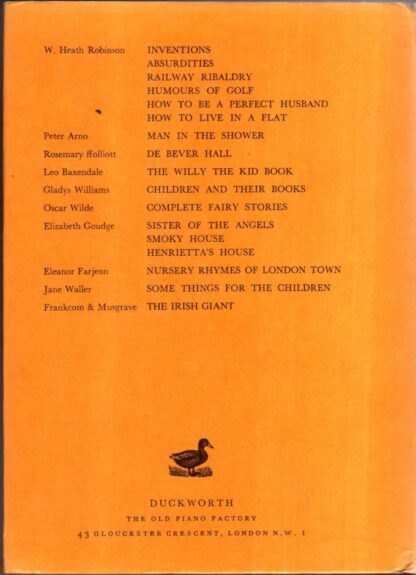 W. Heath Robinson INVENTIONS
ABSURDITIES
RAILWAY RIBALDRY
HUMOURS OF GOLF
HOW TO BE A PERFECT HUSBAND
HOW TO LIVE IN A FLAT
Peter Arno MAN IN THE SHOWER
Rosemary ffolliott DE BEVER HALL
Leo Baxendale THE WILLY THE KID BOOK
Gladys Williams CHILDREN AND THEIR BOOKS
Oscar Wilde COMPLETE FAIRY STORIES
Elizabeth Goudge SISTER OF THE ANGELS
SMOKY HOUSE
HENRIETTA'S HOUSE
Eleanor Farjeon NURSERY RHYMES OF LONDON TOWN
Jane Waller SOME THINGS FOR THE CHILDREN
Frankcom & Musgrave THE IRISH GIANT
DUCKWORTH
THE OLD PIANO FACTORY
43 GLOUCESTER CRESCENT, LONDON N.W. 1